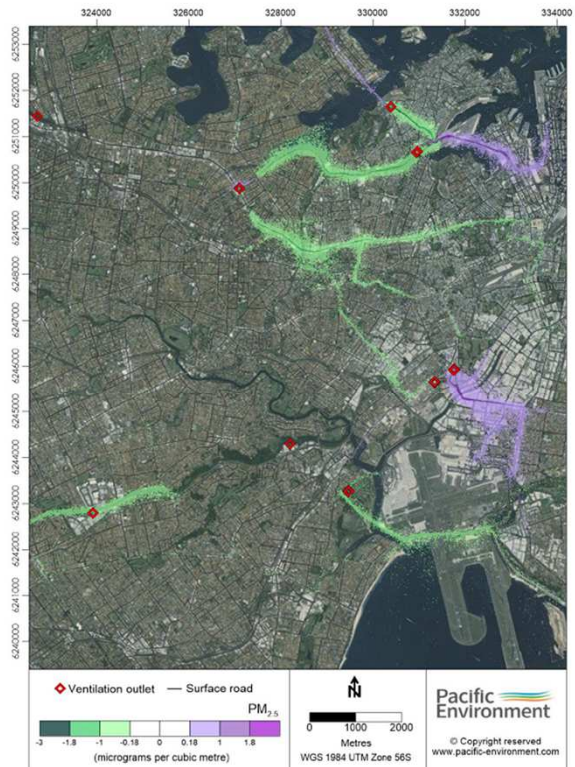 324000 326000 328000 330000 332000 334000
6253000
6252000
6251000
6250000
6249000
6248000
6247000
6246000
6245000
6244000
6243000
6242000
6241000
6240000
Ventilation outlet — Surface road
PM2.5
-3 -1.8 -1 -0.18 0 0.18 1 1.8
(micrograms per cubic metre)
N
0 1000 2000
Metres
WGS 1984 UTM Zone 56S
Pacific
Environment
© Copyright reserved
www.pacific-environment.com